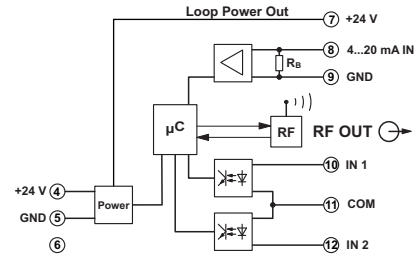 Loop Power Out
7 +24 V
8 4...20 mA IN
RB
9 GND
µC
RF
RF OUT
10 IN 1
+24 V 4
Power
11 COM
GND 5
6
12 IN 2